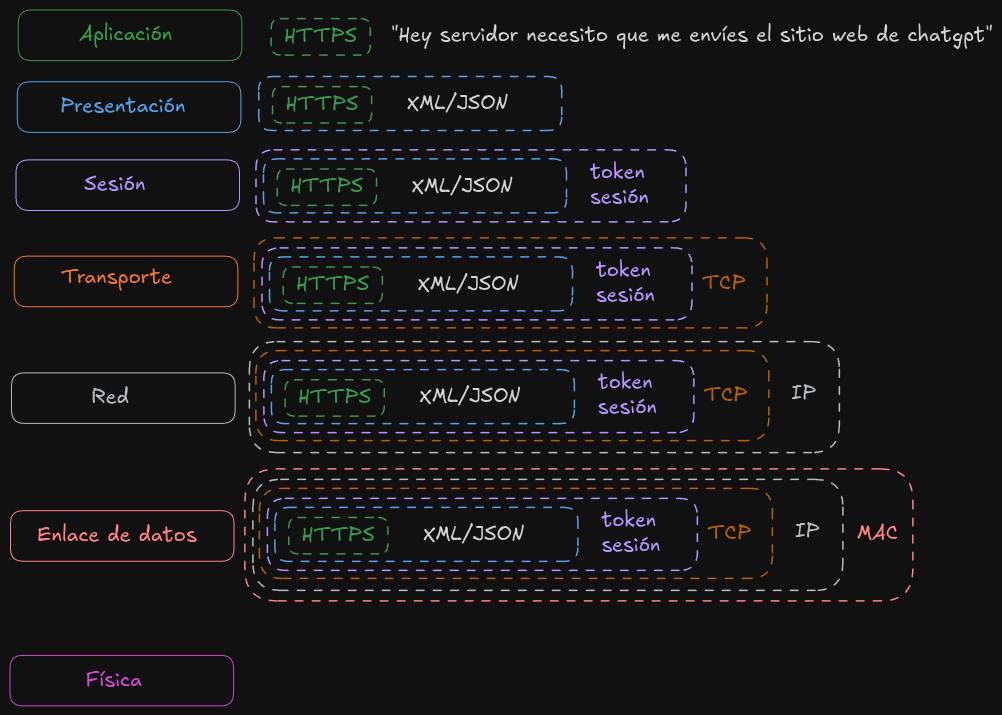 Aplicación
HTTPS "Hey servidor necesito que me envíes el sitio web de chatgpt"
Presentación
HTTPS XML/JSON
Sesión
HTTPS XML/JSON
token
sesión
Transporte
HTTPS XML/JSON
token
sesión
TCP
Red
HTTPS XML/JSON
token
sesión
TCP
IP
Enlace de datos
HTTPS XML/JSON
token
sesión
TCP
IP
MAC
Física